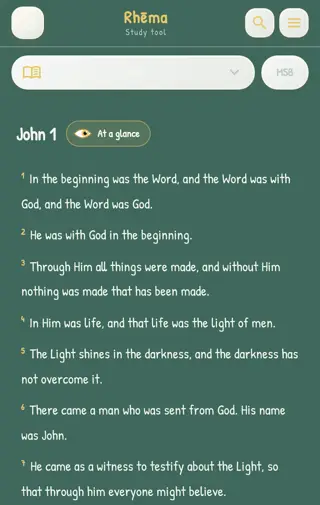 Rhēma
Study tool
MSB
John 1
At a glance
1 In the beginning was the Word, and the Word was with
God, and the Word was God.
2 He was with God in the beginning.
3 Through Him all things were made, and without Him
nothing was made that has been made.
4 In Him was life, and that life was the light of men.
5 The Light shines in the darkness, and the darkness has
not overcome it.
6 There came a man who was sent from God. His name
was John.
7 He came as a witness to testify about the Light, so
that through him everyone might believe.